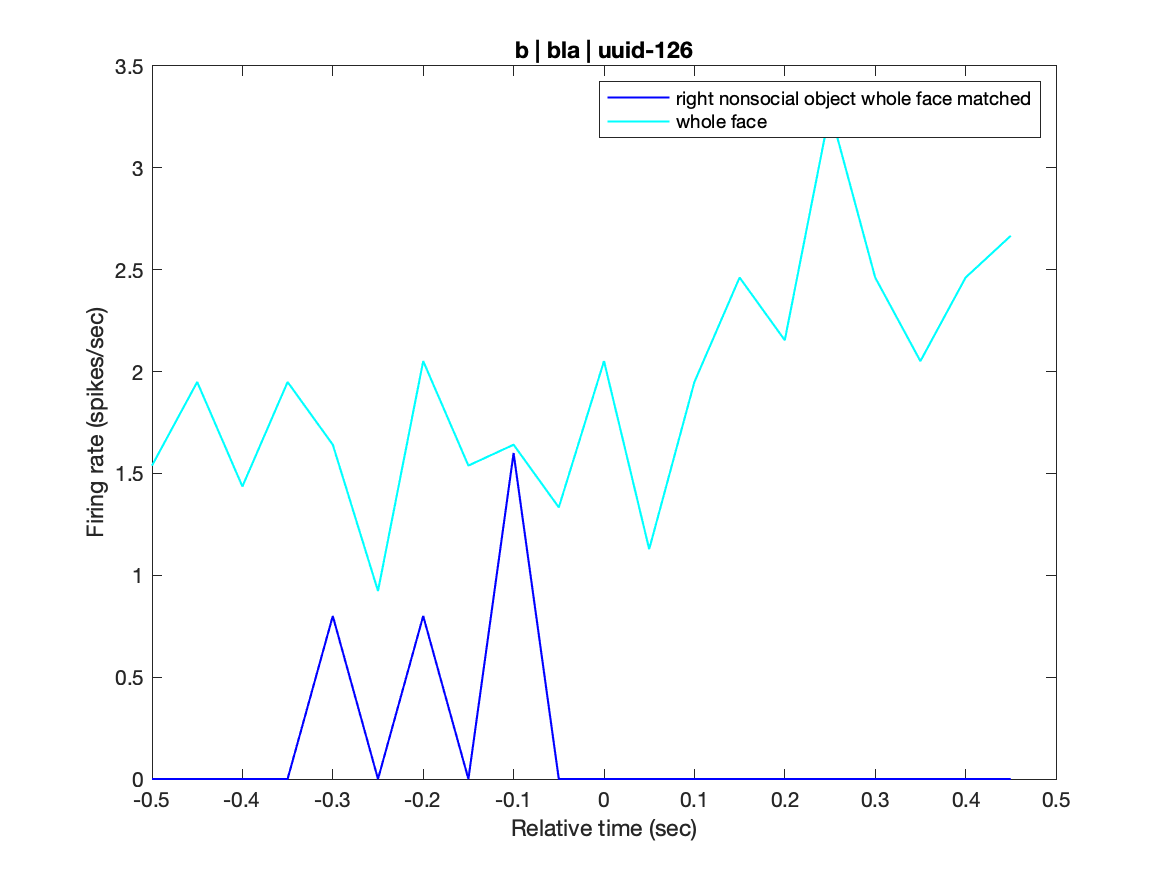 b | bla | uuid-126
3.5
right nonsocial object whole face matched
whole face
3
2.5
2
1.5
1
0.5
0
Firing rate (spikes/sec)
-0.5 -0.4 -0.3 -0.2 -0.1 0 0.1 0.2 0.3 0.4 0.5
Relative time (sec)